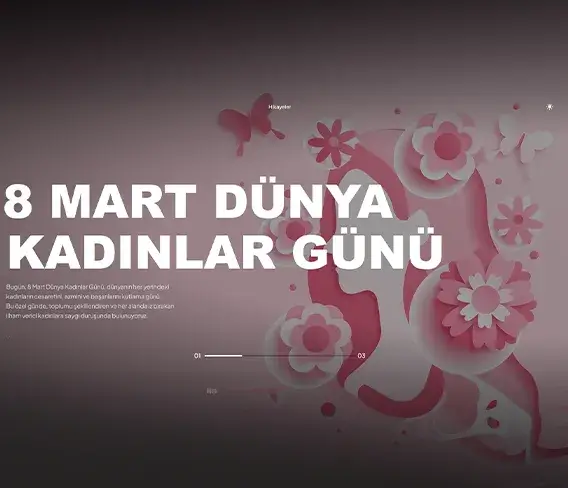 Hikayeler
8 MART DÜNYA
KADINLAR GÜNÜ
Bugün, 8 Mart Dünya Kadınlar Günü, dünyanın her yerindeki
kadınların cesaretini, azmini ve başarılarını kutlama günü.
Bu özel günde, toplumu şekillendiren ve her alanda iz bırakan
ilham verici kadınlara saygı duruşunda bulunuyoruz.
01
03